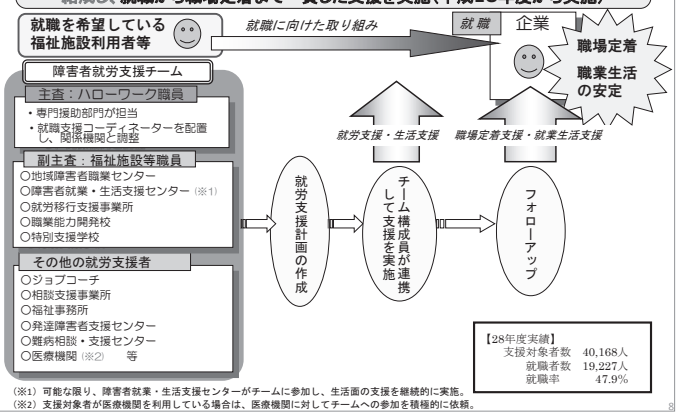 就職を希望している
福祉施設利用者等
就職に向けた取り組み
就 職
企業
職場定着
職業生活
の安定
障害者就労支援チーム
主査：ハローワーク職員
・専門援助部門が担当
・就職支援コーディネーターを配置
し、関係機関と調整
副主査：福祉施設等職員
○地域障害者職業センター
○障害者就業・生活支援センター（※1）
○就労移行支援事業所
○職業能力開発校
○特別支援学校
その他の就労支援者
○ジョブコーチ
○相談支援事業所
○福祉事務所
○発達障害者支援センター
○難病相談・支援センター
○医療機関（※2） 等
就労支援・生活支援
職場定着支援・就業生活支援
就労支援計画の作成
チーム構成員が連携
して支援を実施
フォローアップ
【28年度実績】
支援対象者数 40,168人
就職者数 19,227人
就職率 47.9%
（※1）可能な限り、障害者就業・生活支援センターがチームに参加し、生活面の支援を継続的に実施。
（※2）支援対象者が医療機関を利用している場合は、医療機関に対してチームへの参加を積極的に依頼。
8